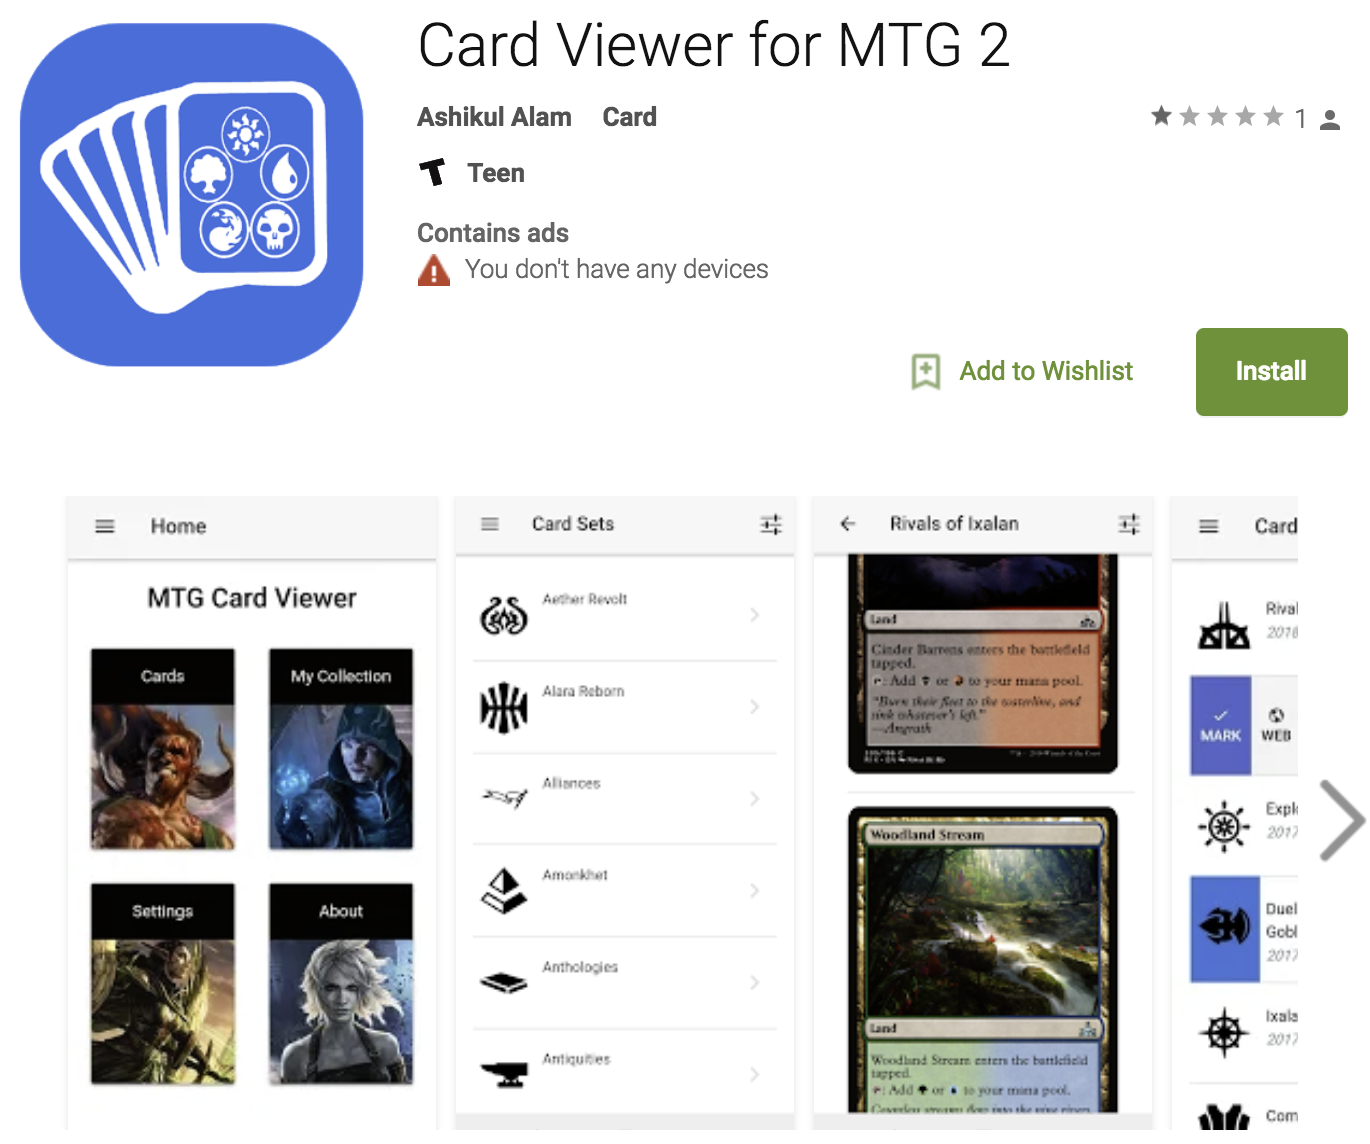 Card Viewer for MTG 2
Ashikul Alam Card
1
T Teen
Contains ads
You don't have any devices
Add to Wishlist
Install
Home
MTG Card Viewer
Cards
My Collection
Settings
About
Card Sets
Aether Revolt
Alara Reborn
Alliances
Amonkhet
Anthologies
Antiquities
Rivals of Ixalan
Land
Cinder Barrens enters the battlefield
tapped.
: Add or to your mana pool.
"Burn their fleet to the waterline, and
sink whatever's left."
—Angrath
Woodland Stream
Land
Woodland Stream enters the battlefield
tapped.
: Add or to your mana pool.
Card
Rival
2018
MARK
WEB
Explo
2017
Duel
Gobl
2017
Ixala
2017
Com